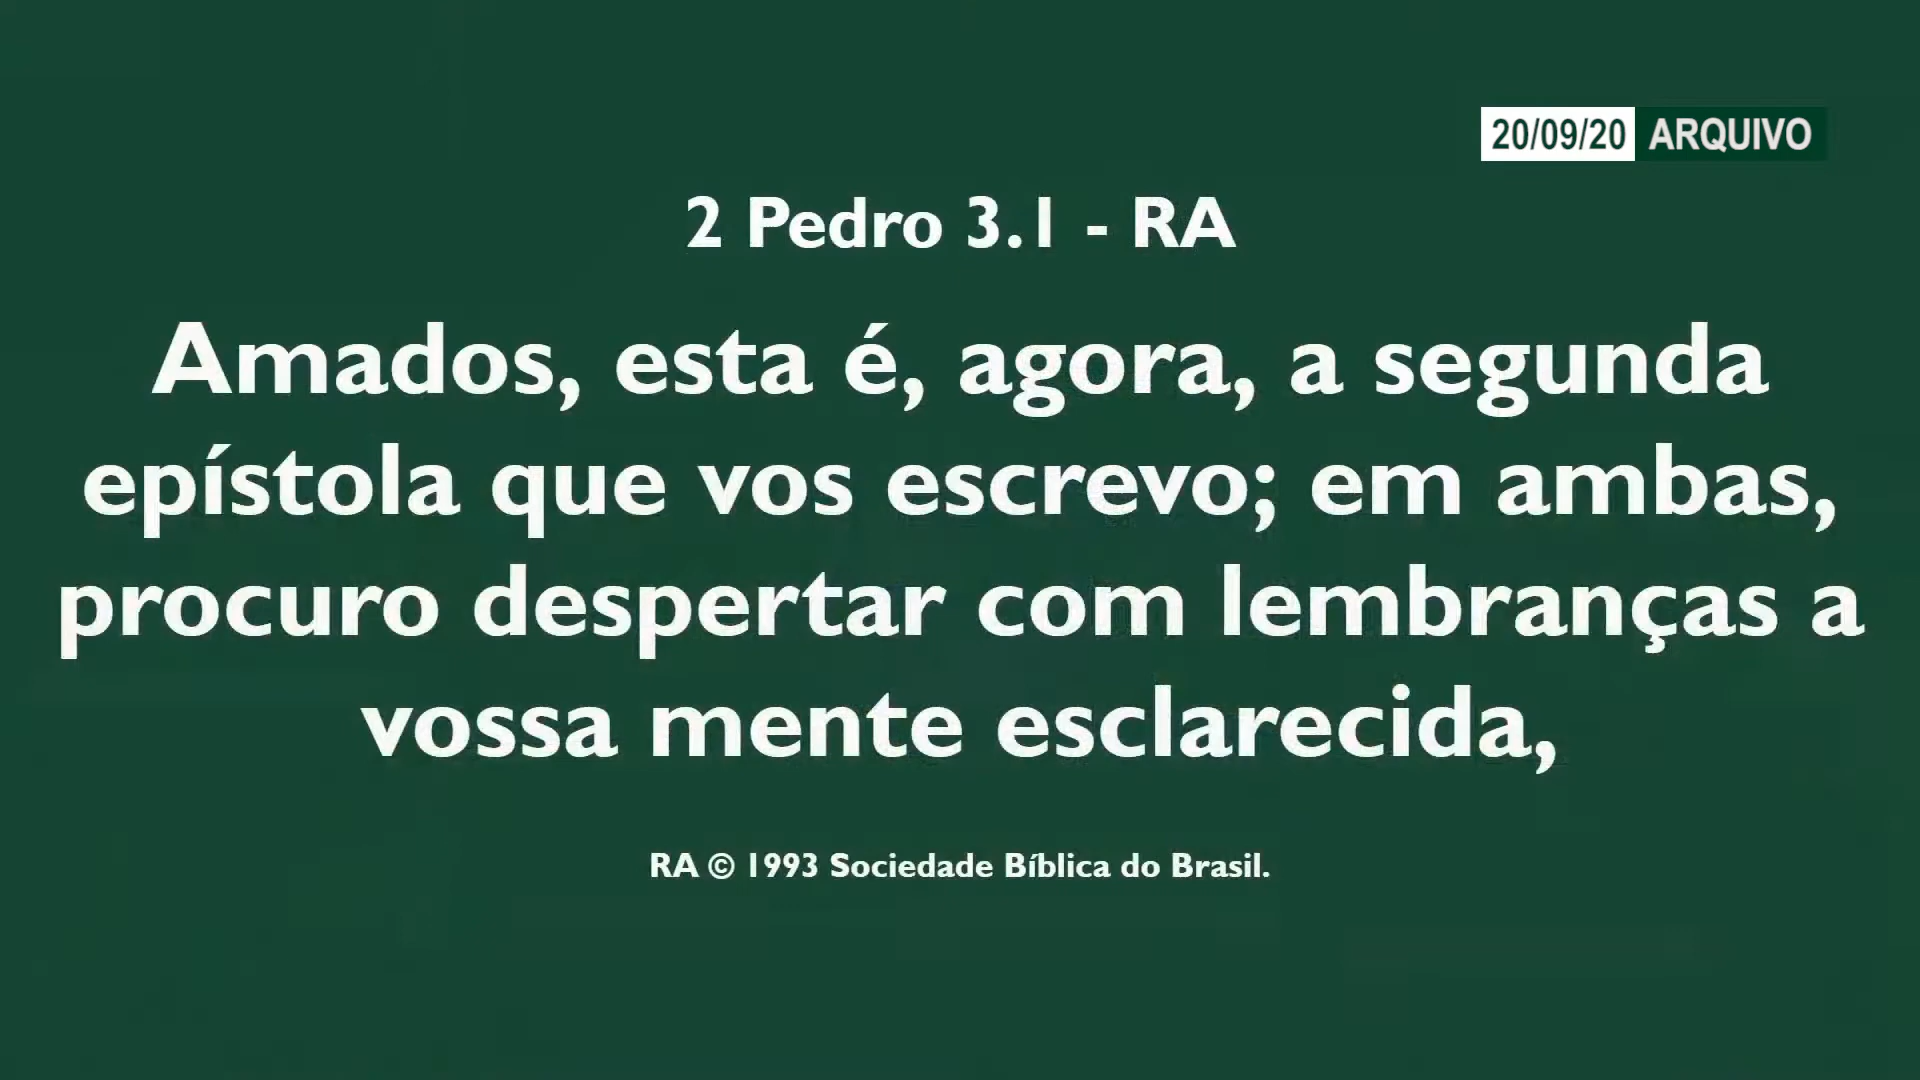 20/09/20 ARQUIVO
2 Pedro 3.1 - RA
Amados, esta é, agora, a segunda
epístola que vos escrevo; em ambas,
procuro despertar com lembranças a
vossa mente esclarecida,
RA © 1993 Sociedade Bíblica do Brasil.